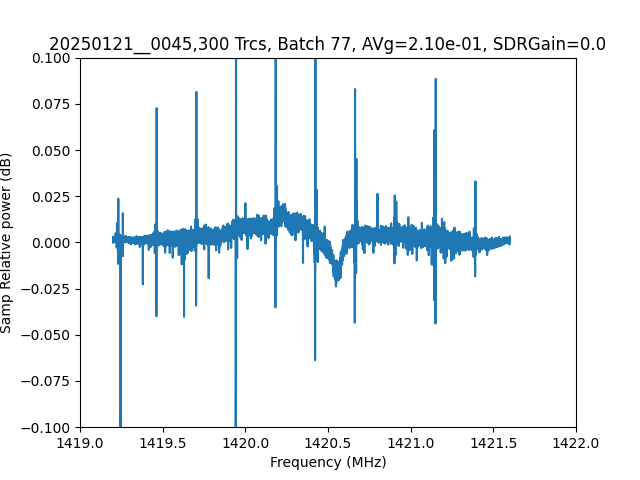 20250121__0045,300 Trcs, Batch 77, AVg=2.10e-01, SDRGain=0.0
0.100
0.075
0.050
0.025
0.000
−0.025
−0.050
−0.075
−0.100
Samp Relative power (dB)
1419.0 1419.5 1420.0 1420.5 1421.0 1421.5 1422.0
Frequency (MHz)